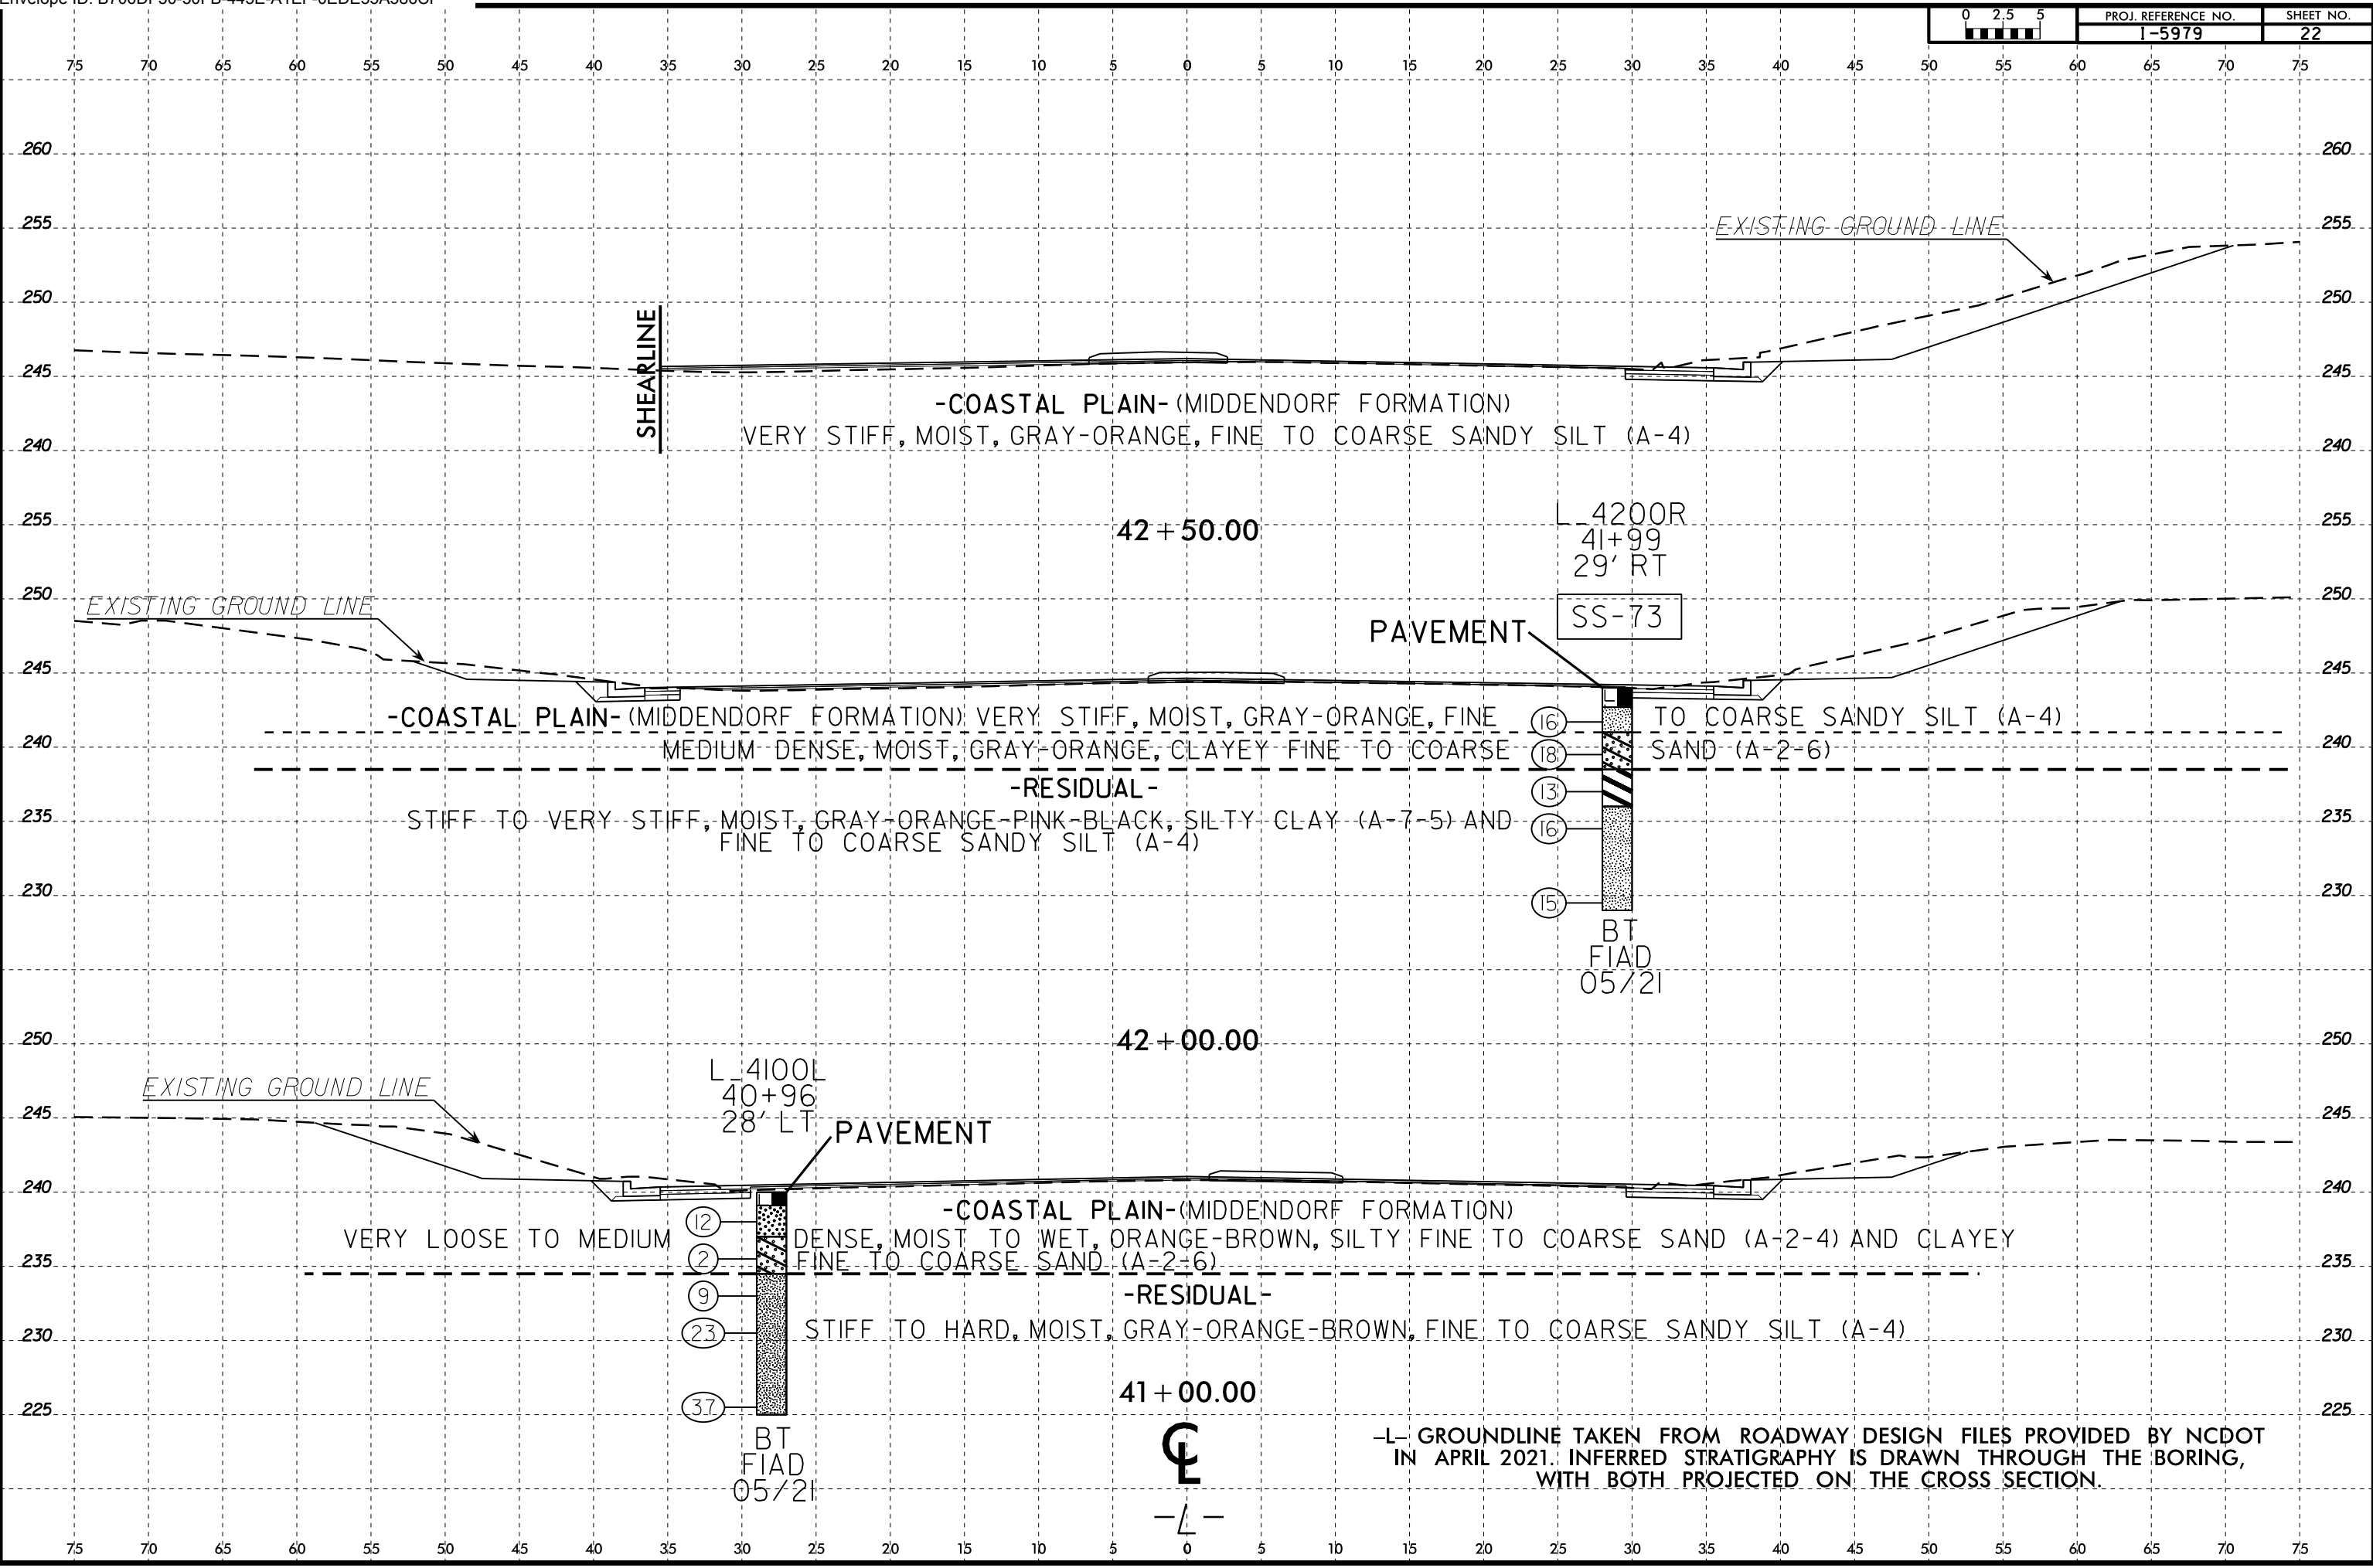 0 2.5 5
PROJ. REFERENCE NO.
SHEET NO.
I-5979
22
75 70 65 60 55 50 45 40 35 30 25 20 15 10 5 0 5 10 15 20 25 30 35 40 45 50 55 60 65 70 75
260 260
255 255
EXISTING GROUND LINE
250 250
SHEARLINE
245 245
-COASTAL PLAIN- (MIDDENDORF FORMATION)
VERY STIFF, MOIST, GRAY-ORANGE, FINE TO COARSE SANDY SILT (A-4)
240 240
42+50.00
L_4200R
41+99
29' RT
SS-73
255 255
250 250
EXISTING GROUND LINE
PAVEMENT
245 245
-COASTAL PLAIN- (MIDDENDORF FORMATION) VERY STIFF, MOIST, GRAY-ORANGE, FINE 16 TO COARSE SANDY SILT (A-4)
240 240
MEDIUM DENSE, MOIST, GRAY-ORANGE, CLAYEY FINE TO COARSE 18 SAND (A-2-6)
-RESIDUAL- 13
235 235
STIFF TO VERY STIFF, MOIST, GRAY-ORANGE-PINK-BLACK, SILTY CLAY (A-7-5) AND 16
FINE TO COARSE SANDY SILT (A-4)
230 230
15
BT
FIAD
05/21
42+00.00
250 250
L_4100L
40+96
28' LT
EXISTING GROUND LINE
PAVEMENT
245 245
240 240
-COASTAL PLAIN- (MIDDENDORF FORMATION)
12
VERY LOOSE TO MEDIUM DENSE, MOIST TO WET, ORANGE-BROWN, SILTY FINE TO COARSE SAND (A-2-4) AND CLAYEY
2 FINE TO COARSE SAND (A-2-6)
235 235
9 -RESIDUAL-
23 STIFF TO HARD, MOIST, GRAY-ORANGE-BROWN, FINE TO COARSE SANDY SILT (A-4)
230 230
37
225 225
41+00.00
BT
FIAD
05/21
CL
-L-
-L- GROUNDLINE TAKEN FROM ROADWAY DESIGN FILES PROVIDED BY NCDOT
IN APRIL 2021. INFERRED STRATIGRAPHY IS DRAWN THROUGH THE BORING,
WITH BOTH PROJECTED ON THE CROSS SECTION.
75 70 65 60 55 50 45 40 35 30 25 20 15 10 5 0 5 10 15 20 25 30 35 40 45 50 55 60 65 70 75